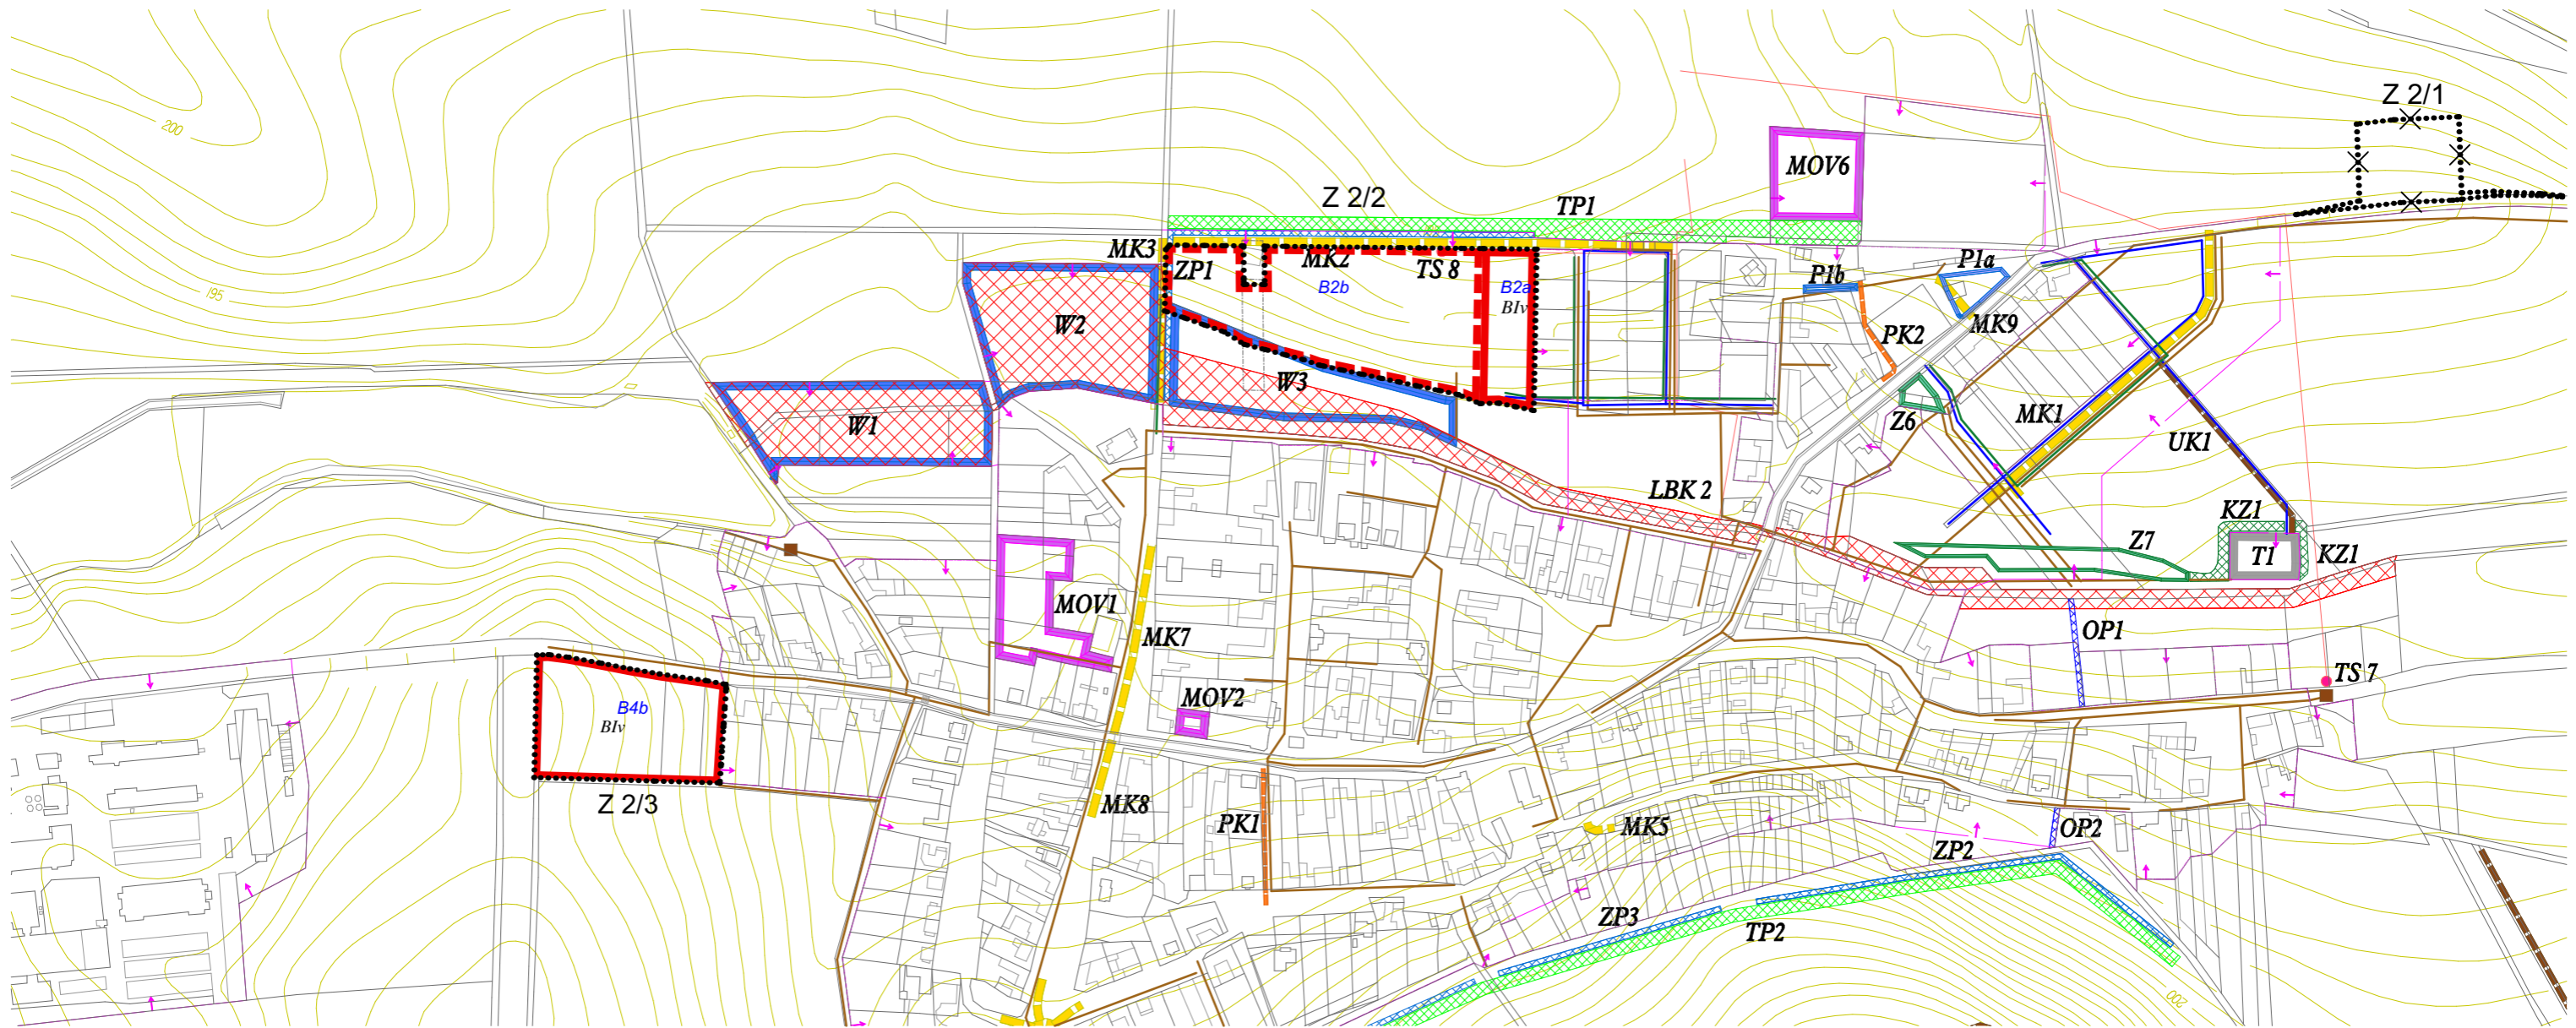 Z 2/1
200
MOV6
Z 2/2
TP1
MK3
ZP1
MK2
TS 8
B2b
B2a
BIv
P1b
P1a
195
W2
MK9
PK2
W3
W1
Z6
MK1
UK1
LBK 2
KZ1
Z7
T1
KZ1
MOV1
MK7
OP1
TS 7
MOV2
B4b
BIv
Z 2/3
MK8
PK1
MK5
OP2
ZP2
ZP3
TP2
200